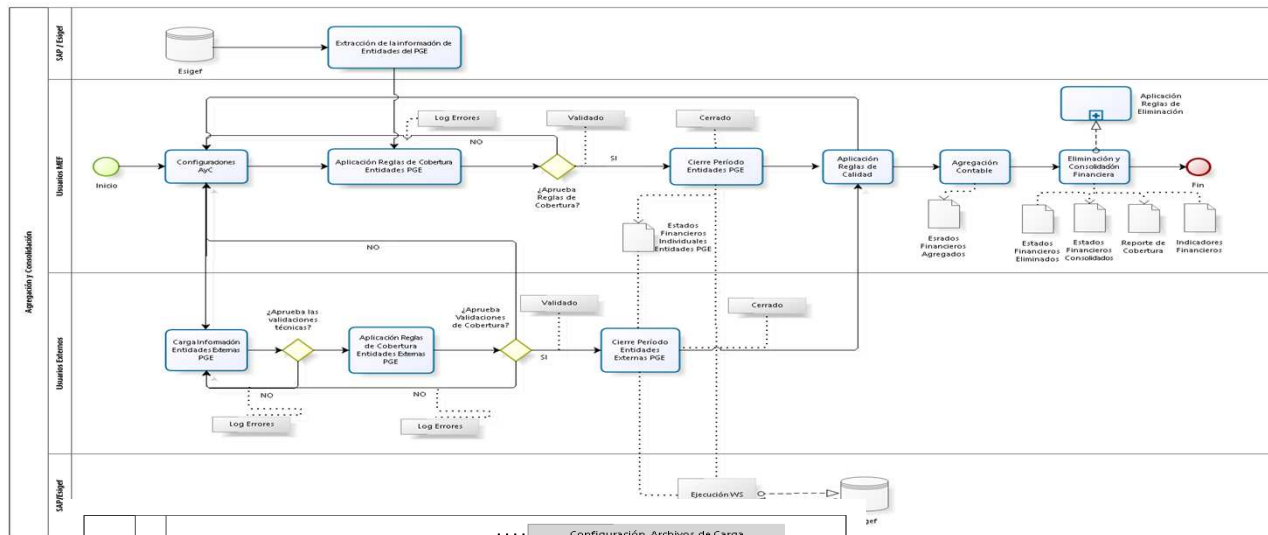 Agregación y Consolidación
SAP / Esigef
Esigef
Extracción de la información de
Entidades del PGE
Usuarios MEF
Inicio
Configuraciones
AyC
Log Errores
NO
Aplicación Reglas de Cobertura
Entidades PGE
¿Aprueba
Reglas de
Cobertura?
Validado
SI
Cerrado
Cierre Período
Entidades PGE
Estados
Financieros
Individuales
Entidades PGE
Aplicación
Reglas de
Calidad
Agregación
Contable
Esrados
Financieros
Agregados
Aplicación
Reglas de
Eliminación
Eliminación y
Consolidación
Financiera
Fin
Estados
Financieros
Eliminados
Estados
Financieros
Consolidados
Reporte de
Cobertura
Indicadores
Financieros
NO
Usuarios Externos
Carga Información
Entidades Externas
PGE
¿Aprueba las
validaciones
técnicas?
NO
Log Errores
Aplicación Reglas
de Cobertura
Entidades Externas
PGE
¿Aprueba
Validaciones
de Cobertura?
NO
Log Errores
Validado
SI
Cierre Período
Entidades
Externas PGE
Cerrado
SAP/Esigef
Ejecución WS
igef
Configuración Archivos de Carga